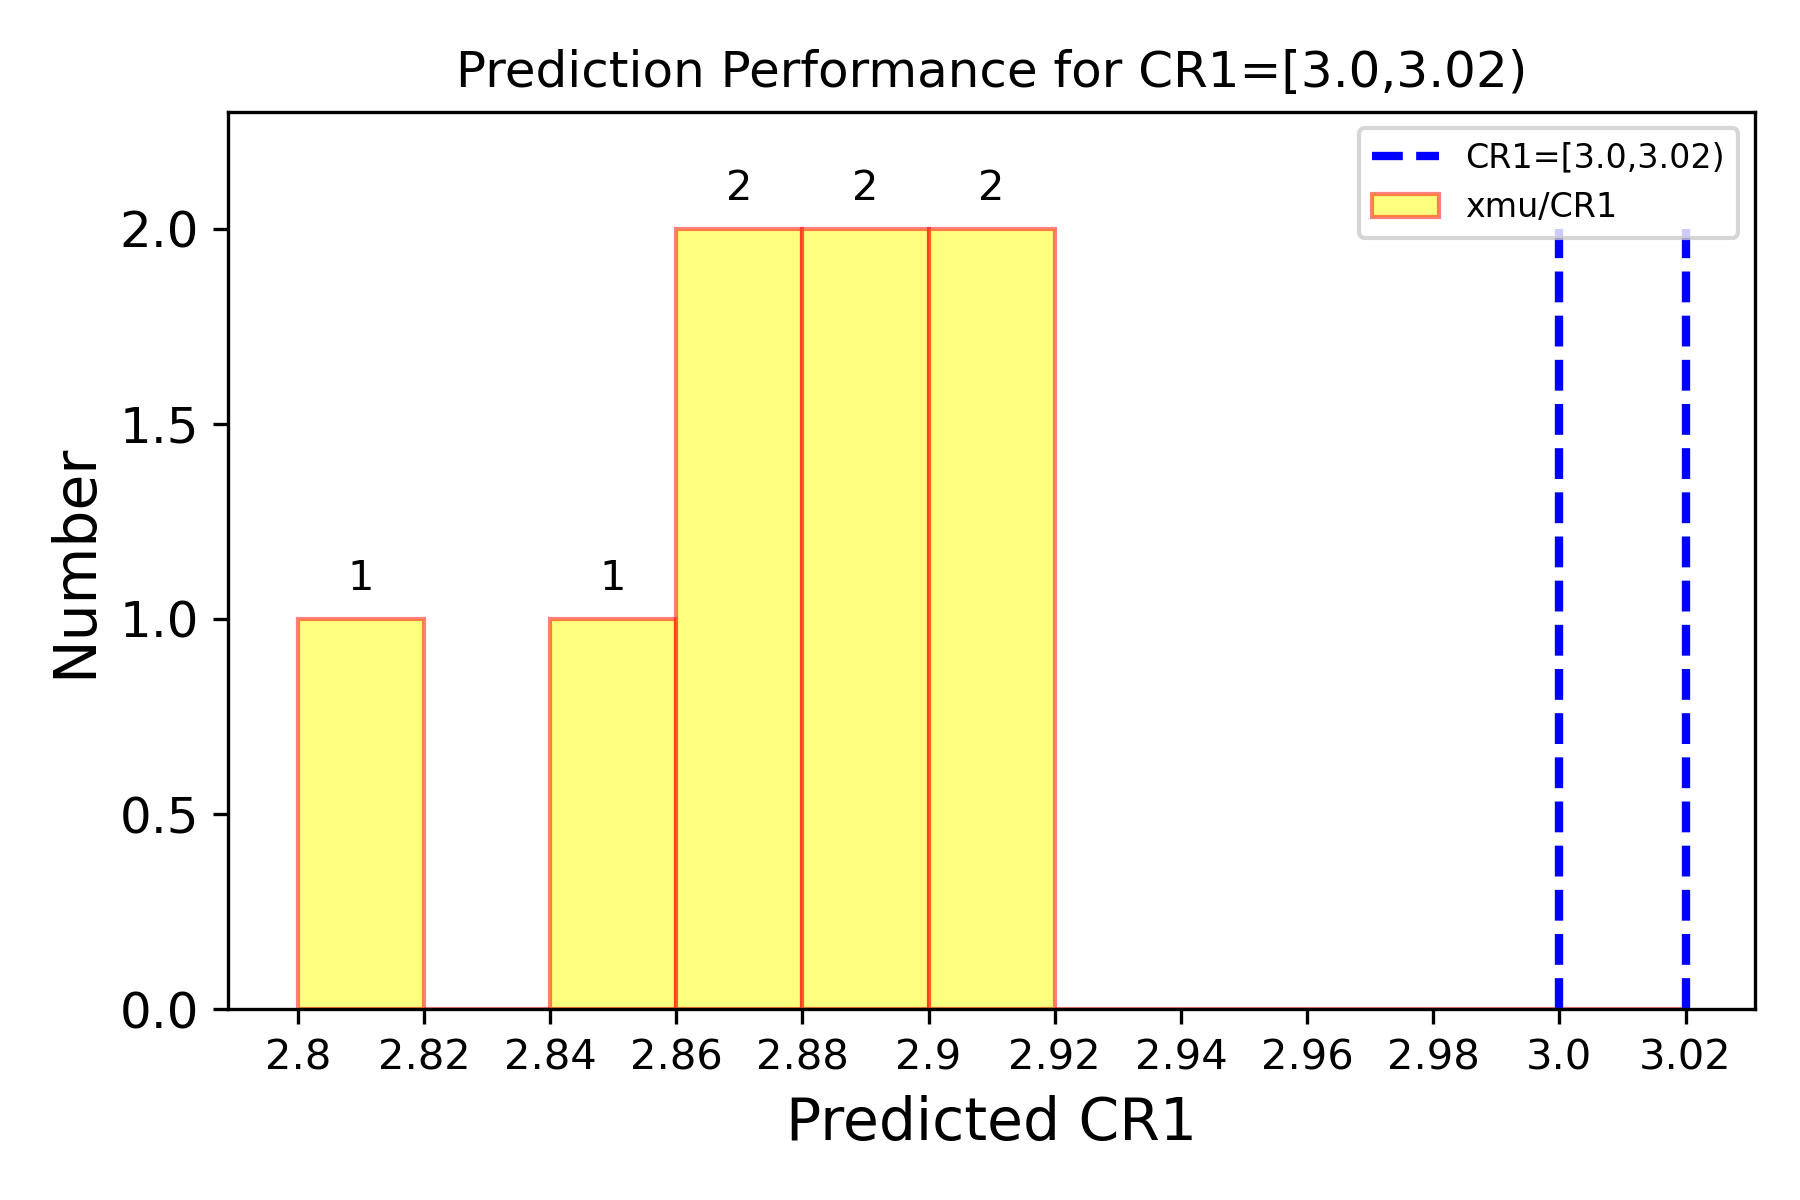 Prediction Performance for CR1=[3.0,3.02)
CR1=[3.0,3.02)
xmu/CR1
2 2 2
1 1
2.0
1.5
1.0
0.5
0.0
Number
2.8 2.82 2.84 2.86 2.88 2.9 2.92 2.94 2.96 2.98 3.0 3.02
Predicted CR1